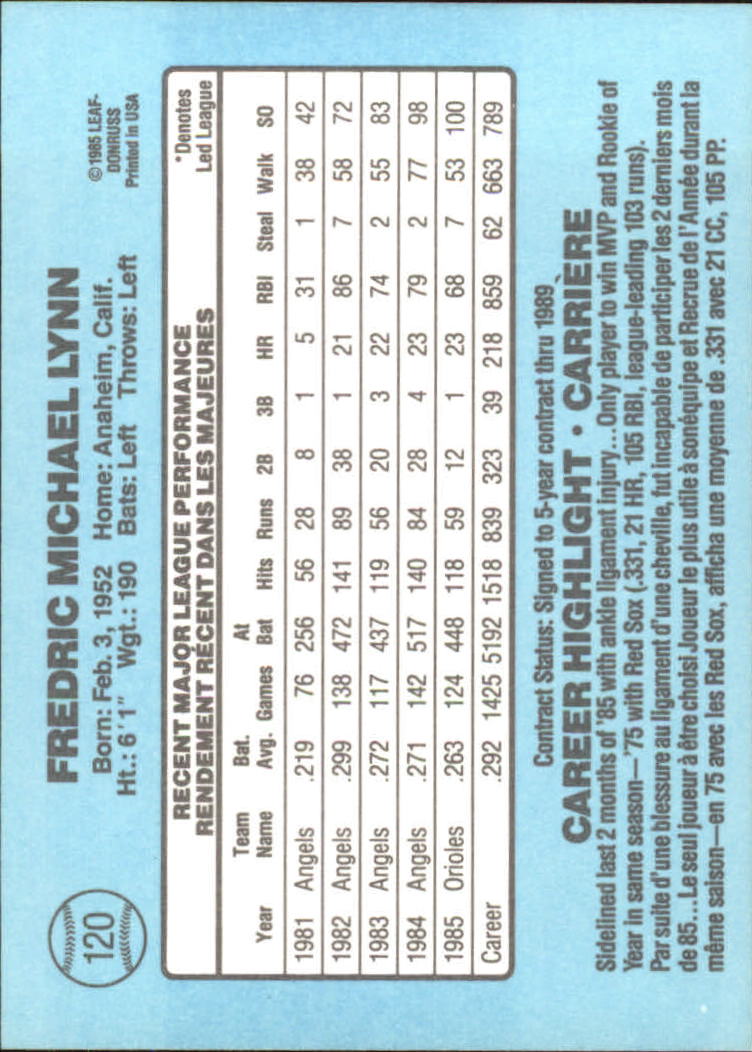 120
FREDRIC MICHAEL LYNN
Born: Feb. 3, 1952 Home: Anaheim, Calif.
Ht.: 6'1" Wgt.: 190 Bats: Left Throws: Left
©1985 LEAF-
DONRUSS
Printed in USA
RECENT MAJOR LEAGUE PERFORMANCE
RENDEMENT RÉCENT DANS LES MAJEURES
*Denotes
Led League
Year Team Name Bat. Avg. Games At Bat Hits Runs 2B 3B HR RBI Steal Walk SO
1981 Angels .219 76 256 56 28 8 1 5 31 1 38 42
1982 Angels .299 138 472 141 89 38 1 21 86 7 58 72
1983 Angels .272 117 437 119 56 20 3 22 74 2 55 83
1984 Angels .271 142 517 140 84 28 4 23 79 2 77 98
1985 Orioles .263 124 448 118 59 12 1 23 68 7 53 100
Career .292 1425 5192 1518 839 323 39 218 859 62 663 789
Contract Status: Signed to 5-year contract thru 1989
CAREER HIGHLIGHT • CARRIÈRE
Sidelined last 2 months of '85 with ankle ligament injury...Only player to win MVP and Rookie of
Year in same season—'75 with Red Sox (.331, 21 HR, 105 RBI, league-leading 103 runs).
Par suite d'une blessure au ligament d'une cheville, fut incapable de participer les 2 derniers mois
de 85...Le seul joueur à être choisi Joueur le plus utile à sonéquipe et Recrue de l'Année durant la
même saison—en 75 avec les Red Sox, afficha une moyenne de .331 avec 21 CC, 105 PP.